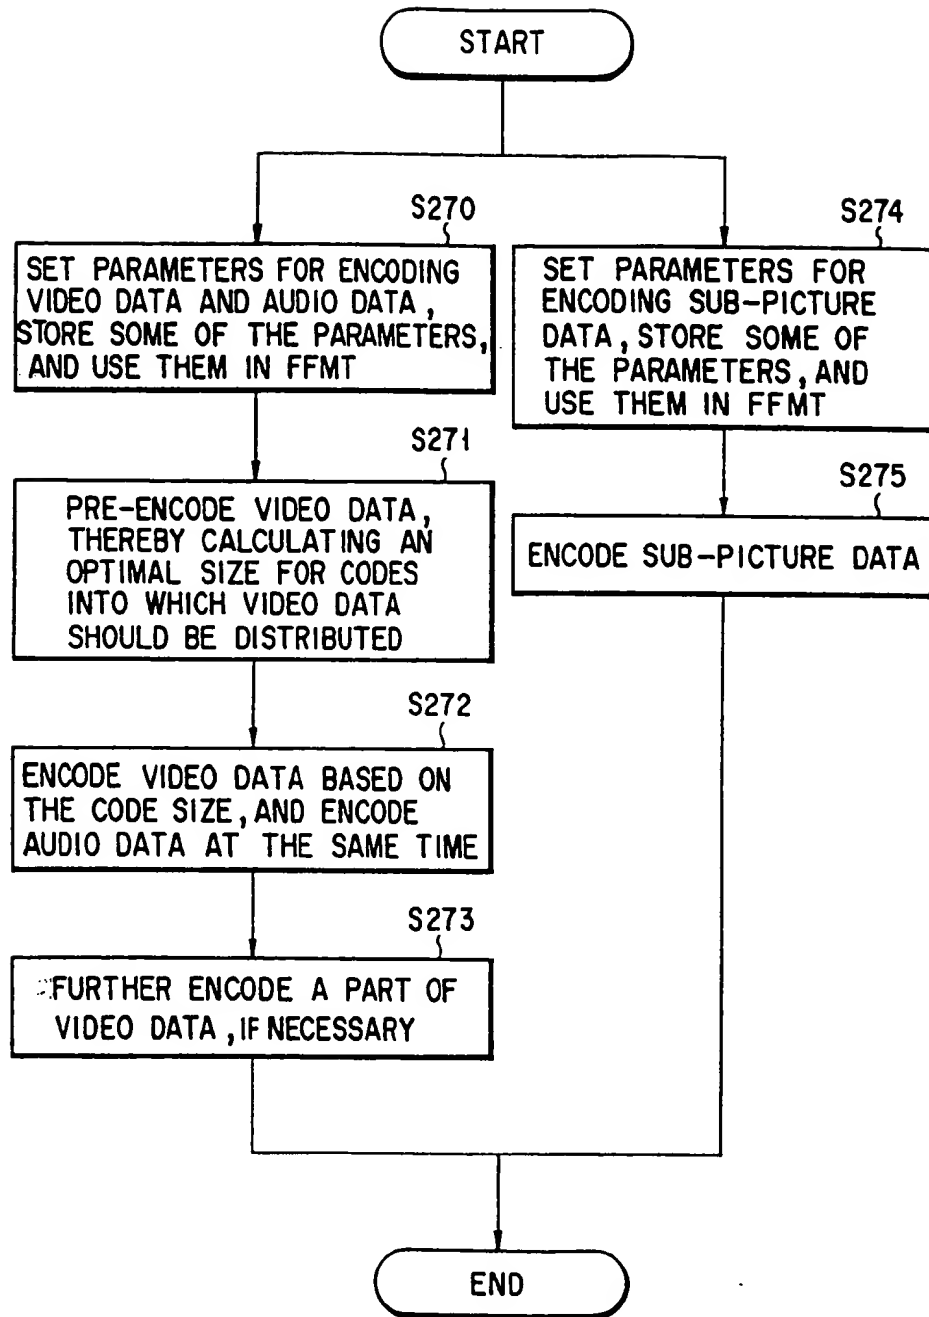 START
S270
SET PARAMETERS FOR ENCODING
VIDEO DATA AND AUDIO DATA,
STORE SOME OF THE PARAMETERS,
AND USE THEM IN FFMT
S271
PRE-ENCODE VIDEO DATA,
THEREBY CALCULATING AN
OPTIMAL SIZE FOR CODES
INTO WHICH VIDEO DATA
SHOULD BE DISTRIBUTED
S272
ENCODE VIDEO DATA BASED ON
THE CODE SIZE, AND ENCODE
AUDIO DATA AT THE SAME TIME
S273
FURTHER ENCODE A PART OF
VIDEO DATA, IF NECESSARY
S274
SET PARAMETERS FOR
ENCODING SUB-PICTURE
DATA, STORE SOME OF
THE PARAMETERS, AND
USE THEM IN FFMT
S275
ENCODE SUB-PICTURE DATA
END